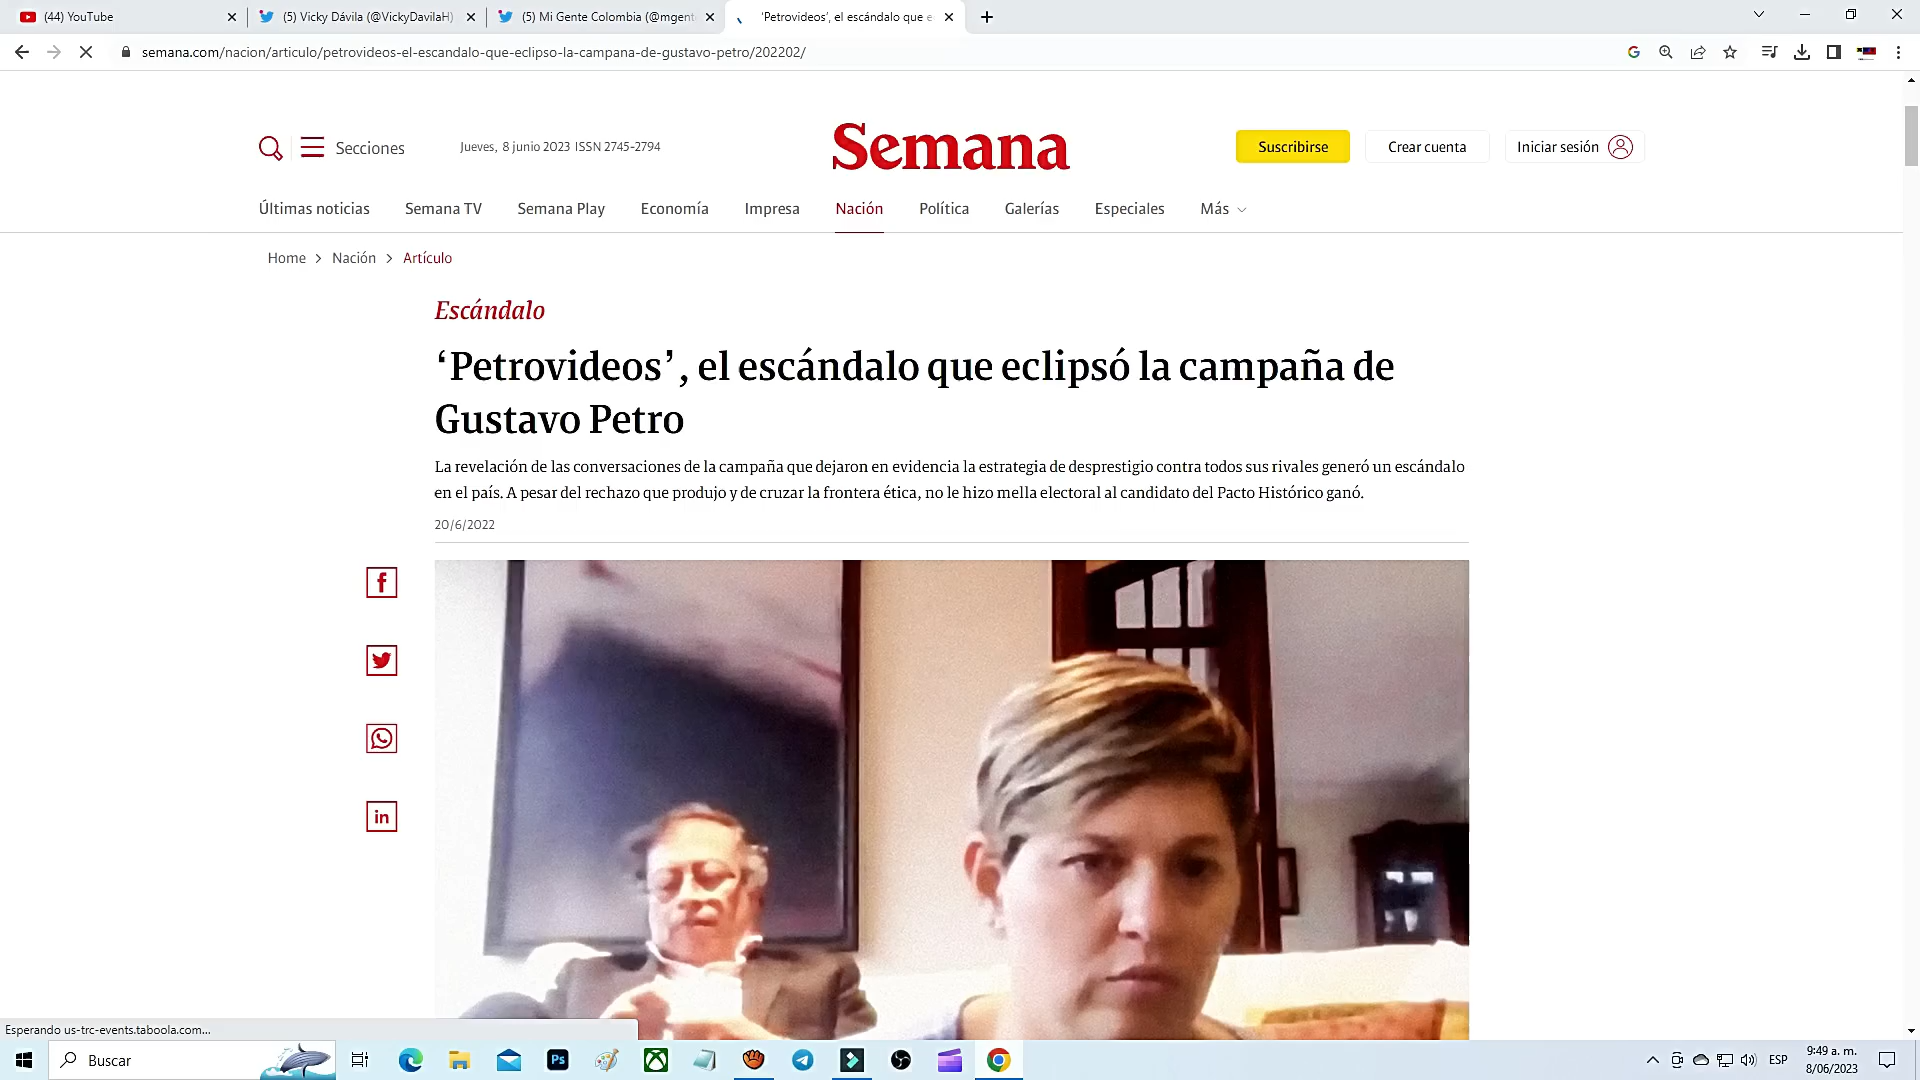 (44) YouTube
(5) Vicky Dávila (@VickyDavilaH)
(5) Mi Gente Colombia (@mgent
'Petrovideos', el escándalo que e
semana.com/nacion/articulo/petrovideos-el-escandalo-que-eclipso-la-campana-de-gustavo-petro/202202/
Secciones
Jueves, 8 junio 2023 ISSN 2745-2794
Semana
Suscribirse
Crear cuenta
Iniciar sesión
Últimas noticias
Semana TV
Semana Play
Economía
Impresa
Nación
Política
Galerías
Especiales
Más
Home > Nación > Artículo
Escándalo
‘Petrovideos’, el escándalo que eclipsó la campaña de
Gustavo Petro
La revelación de las conversaciones de la campaña que dejaron en evidencia la estrategia de desprestigio contra todos sus rivales generó un escándalo
en el país. A pesar del rechazo que produjo y de cruzar la frontera ética, no le hizo mella electoral al candidato del Pacto Histórico ganó.
20/6/2022
Esperando us-trc-events.taboola.com...
Buscar
Ps
ESP
9:49 a. m.
8/06/2023